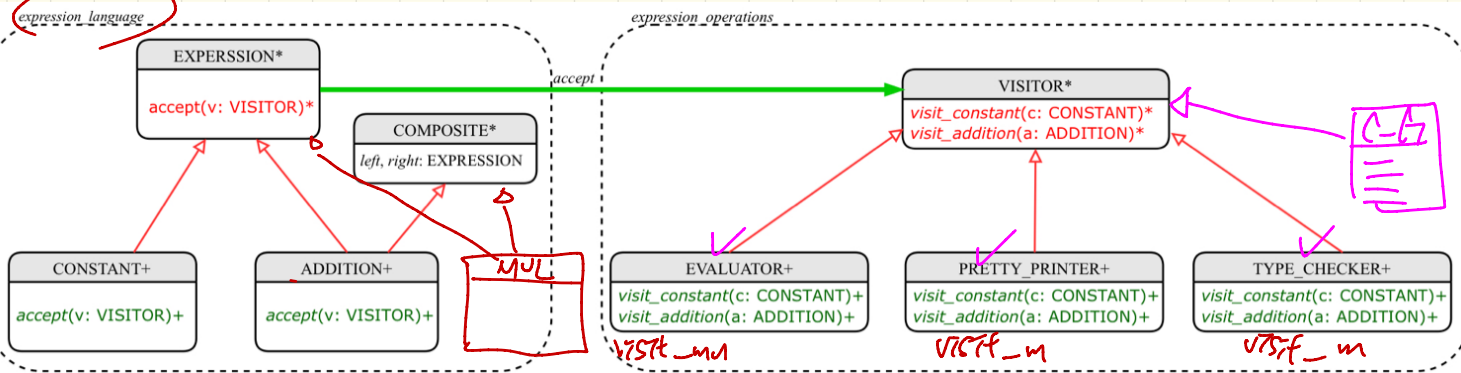 expression_language
expression_operations
EXPERSSION*
accept(v: VISITOR)*
accept
VISITOR*
visit_constant(c: CONSTANT)*
visit_addition(a: ADDITION)*
C-G
COMPOSITE*
left, right: EXPRESSION
CONSTANT+
accept(v: VISITOR)+
ADDITION+
accept(v: VISITOR)+
MUL
EVALUATOR+
visit_constant(c: CONSTANT)+
visit_addition(a: ADDITION)+
PRETTY_PRINTER+
visit_constant(c: CONSTANT)+
visit_addition(a: ADDITION)+
TYPE_CHECKER+
visit_constant(c: CONSTANT)+
visit_addition(a: ADDITION)+
visit_mul
visit_m
visit_m